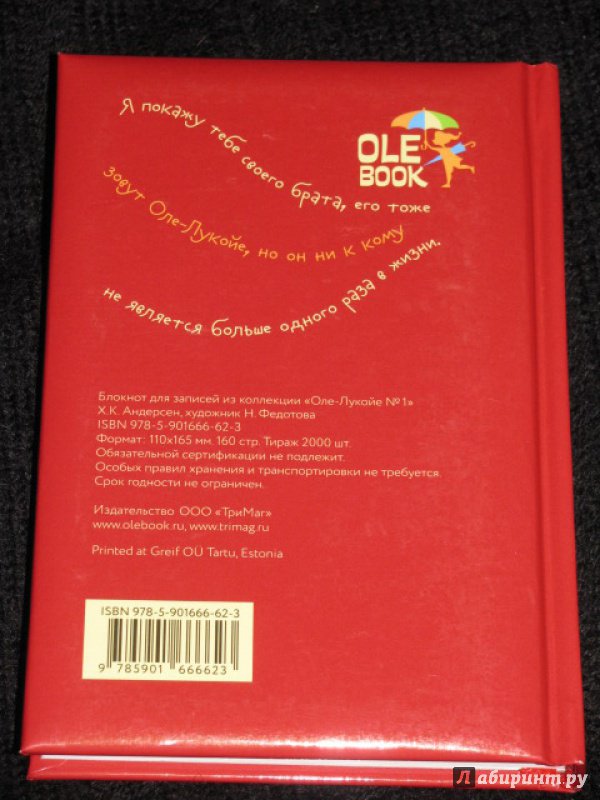 Я покажу тебе своего брата, его тоже
OLE
BOOK
зовут Оле-Лукойе, но он ни к кому
не является больше одного раза в жизни.
Блокнот для записей из коллекции «Оле-Лукойе №1»
Х.К. Андерсен, художник Н. Федотова
ISBN 978-5-901666-62-3
Формат: 110х165 мм. 160 стр. Тираж 2000 шт.
Обязательной сертификации не подлежит.
Особых правил хранения и транспортировки не требуется.
Срок годности не ограничен.
Издательство ООО «ТриМаг»
www.olebook.ru, www.trimag.ru
Printed at Greif OÜ Tartu, Estonia
ISBN 978-5-901666-62-3
9 785901 666623
Лабиринт.ру